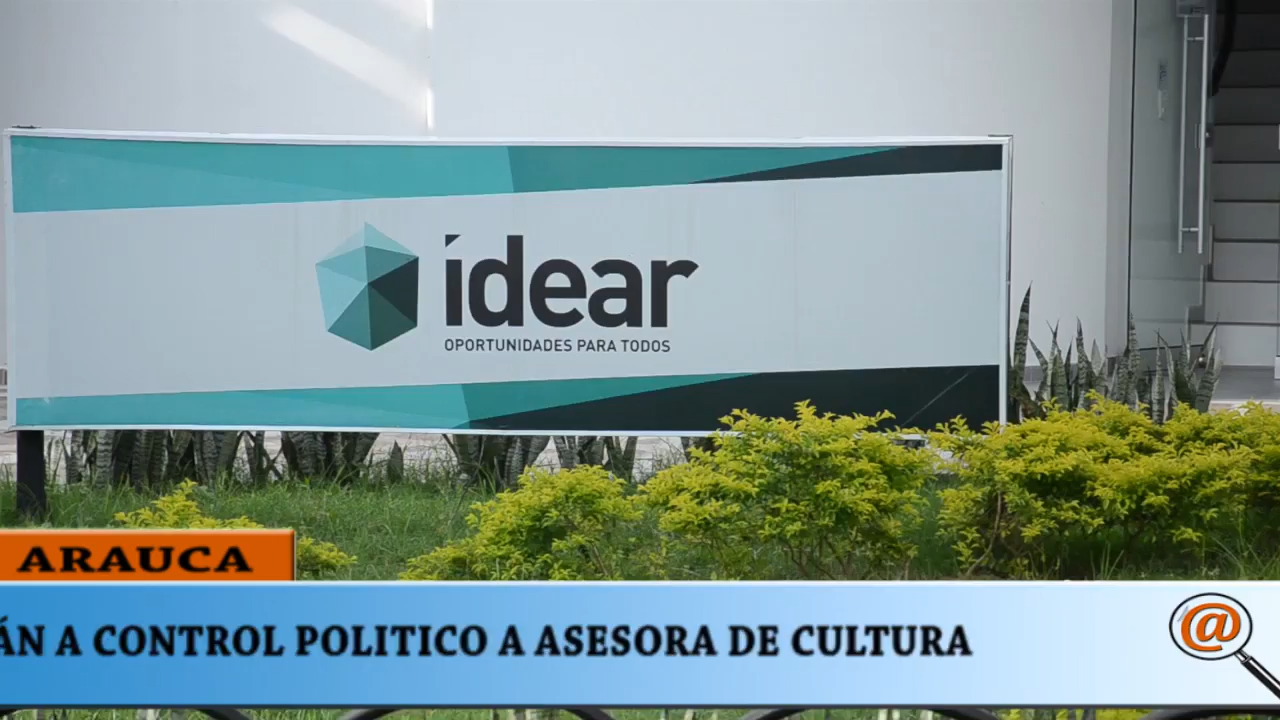 idear
OPORTUNIDADES PARA TODOS
ARAUCA
ÁN A CONTROL POLITICO A ASESORA DE CULTURA
@